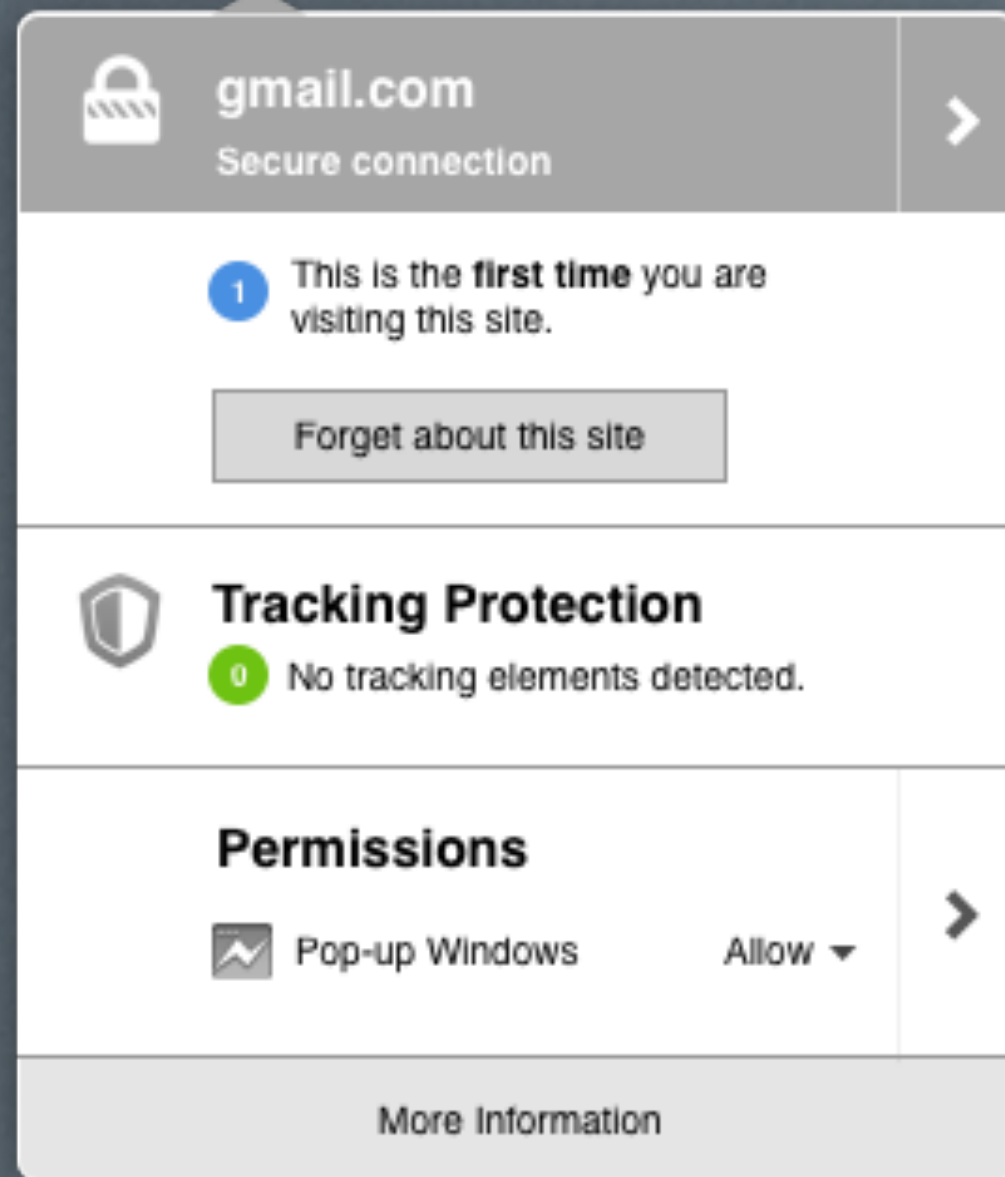 gmail.com
Secure connection
1
This is the first time you are
visiting this site.
Forget about this site
Tracking Protection
0 No tracking elements detected.
Permissions
Pop-up Windows Allow
More Information